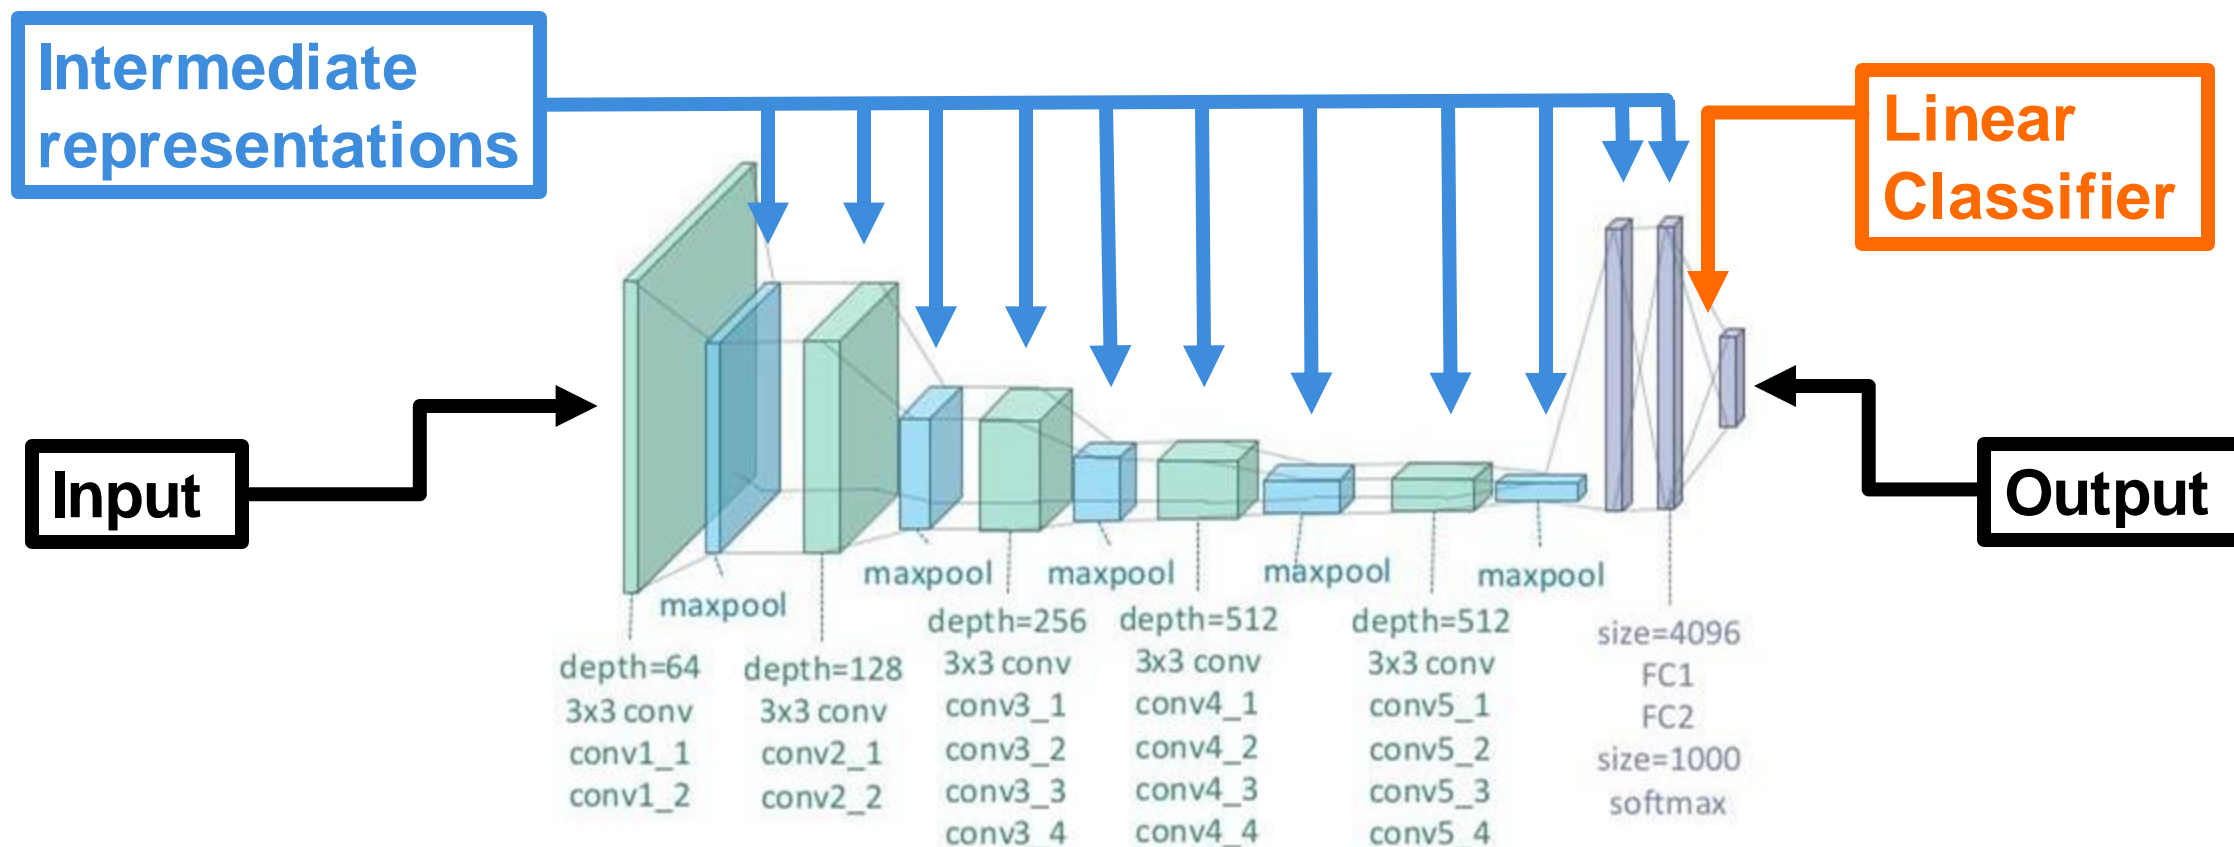 Intermediate
representations
Linear
Classifier
Input
Output
maxpool
maxpool
maxpool
maxpool
maxpool
depth=64
3x3 conv
conv1_1
conv1_2
depth=128
3x3 conv
conv2_1
conv2_2
depth=256
3x3 conv
conv3_1
conv3_2
conv3_3
conv3_4
depth=512
3x3 conv
conv4_1
conv4_2
conv4_3
conv4_4
depth=512
3x3 conv
conv5_1
conv5_2
conv5_3
conv5_4
size=4096
FC1
FC2
size=1000
softmax